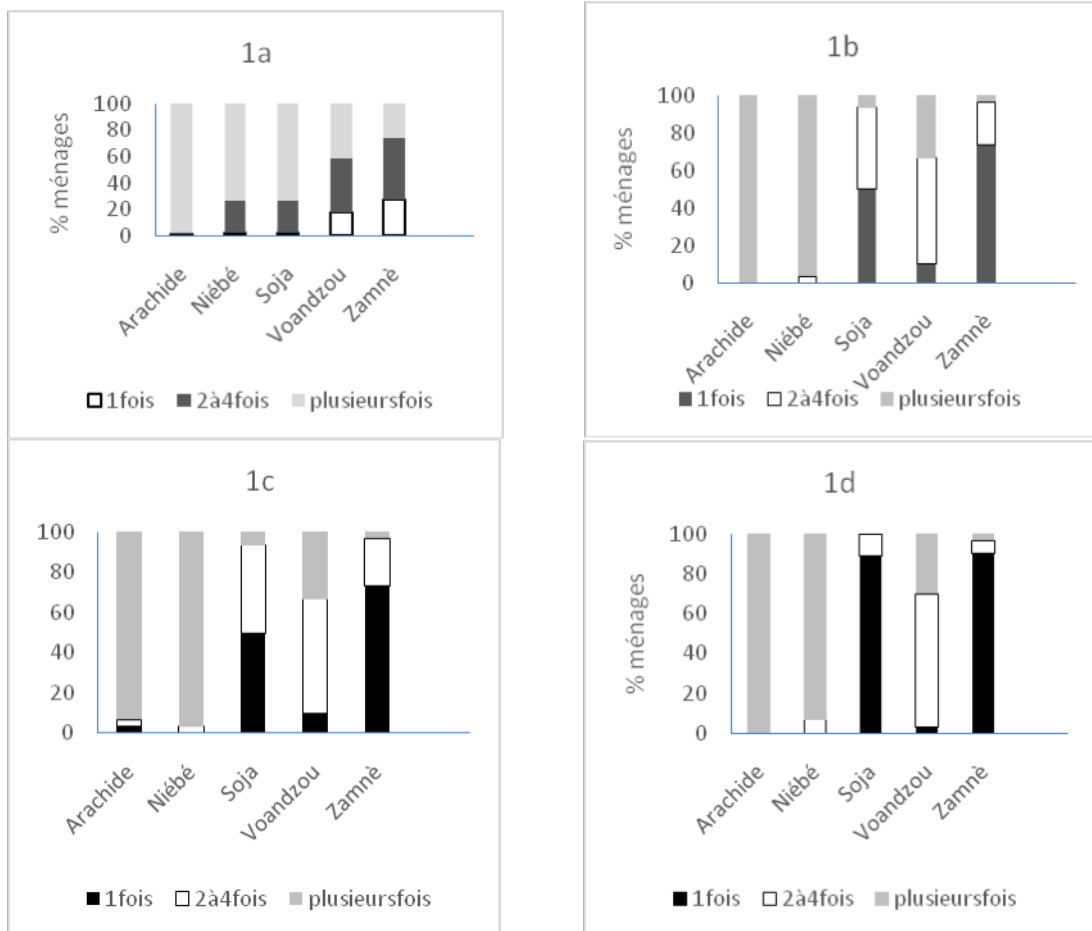 1a
% ménages
100
80
60
40
20
0
Arachide
Niébé
Soja
Voandzou
Zamnè
1fois 2à4fois plusieursfois
1b
% ménages
100
80
60
40
20
0
Arachide
Niébé
Soja
Voandzou
Zamnè
1fois 2à4fois plusieursfois
1c
100
80
60
40
20
0
Arachide
Niébé
Soja
Voandzou
Zamnè
1fois 2à4fois plusieursfois
1d
% ménages
100
80
60
40
20
0
Arachide
Niébé
Soja
Voandzou
Zamnè
1fois 2à4fois plusieursfois